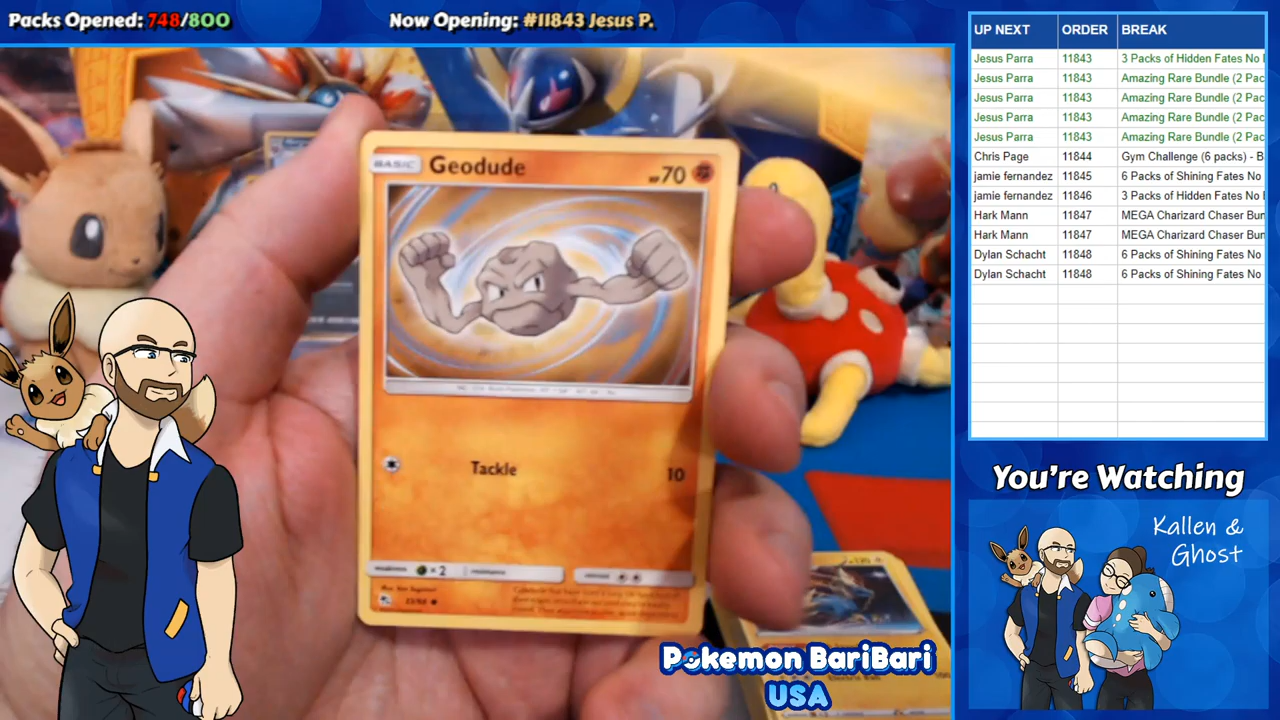 Packs Opened: 748/800
Now Opening: #11843 Jesus P.
UP NEXT ORDER BREAK
Jesus Parra 11843 3 Packs of Hidden Fates No
Jesus Parra 11843 Amazing Rare Bundle (2 Pac
Jesus Parra 11843 Amazing Rare Bundle (2 Pac
Jesus Parra 11843 Amazing Rare Bundle (2 Pac
Jesus Parra 11843 Amazing Rare Bundle (2 Pac
Chris Page 11844 Gym Challenge (6 packs) - B
jamie fernandez 11845 6 Packs of Shining Fates No
jamie fernandez 11846 3 Packs of Hidden Fates No
Hark Mann 11847 MEGA Charizard Chaser Bun
Hark Mann 11847 MEGA Charizard Chaser Bun
Dylan Schacht 11848 6 Packs of Shining Fates No
Dylan Schacht 11848 6 Packs of Shining Fates No
BASIC Geodude HP 70
Tackle 10
weakness ×2 resistance retreat
You're Watching
Kallen &
Ghost
Pokemon BariBari
USA